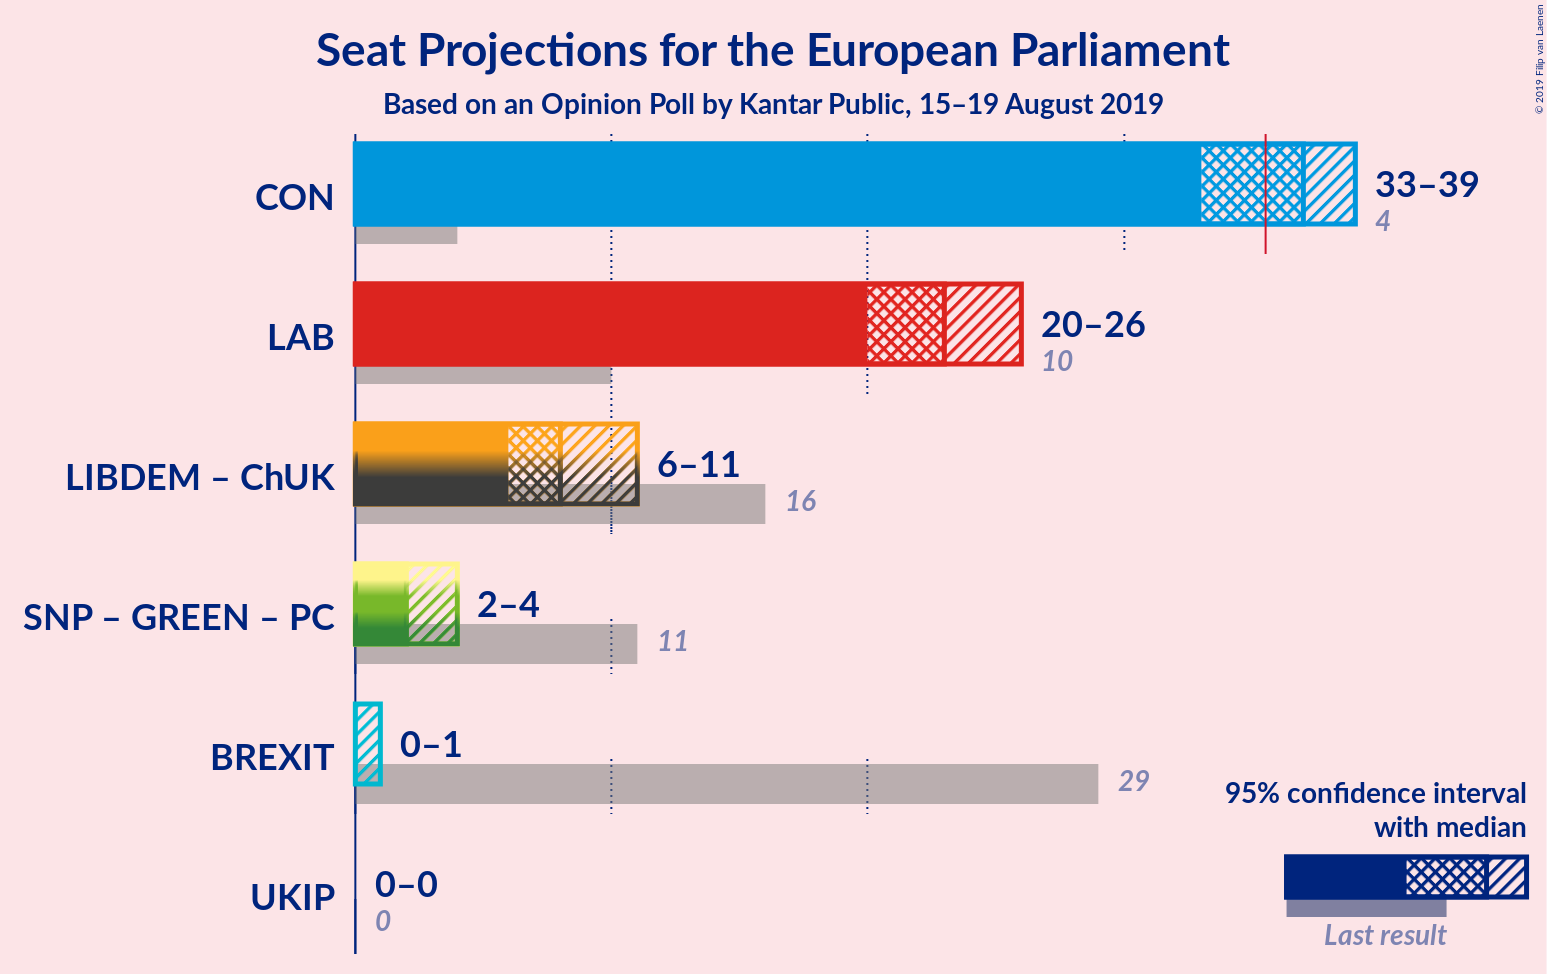 Seat Projections for the European Parliament
Based on an Opinion Poll by Kantar Public, 15–19 August 2019
© 2019 Filip van Laenen
CON
33–39
4
LAB
20–26
10
LIBDEM – ChUK
6–11
16
SNP – GREEN – PC
2–4
11
BREXIT
0–1
29
UKIP
0–0
0
95% confidence interval
with median
Last result